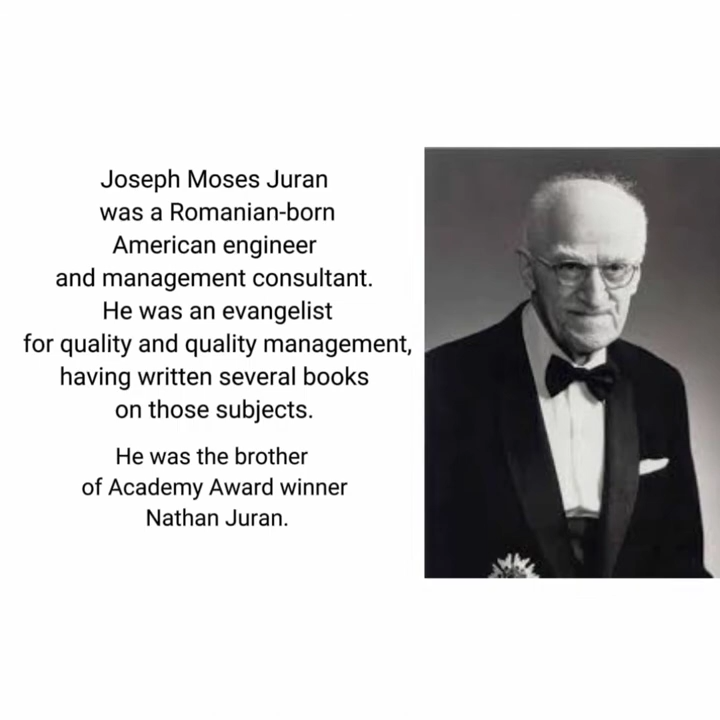 Joseph Moses Juran
was a Romanian-born
American engineer
and management consultant.
He was an evangelist
for quality and quality management,
having written several books
on those subjects.
He was the brother
of Academy Award winner
Nathan Juran.